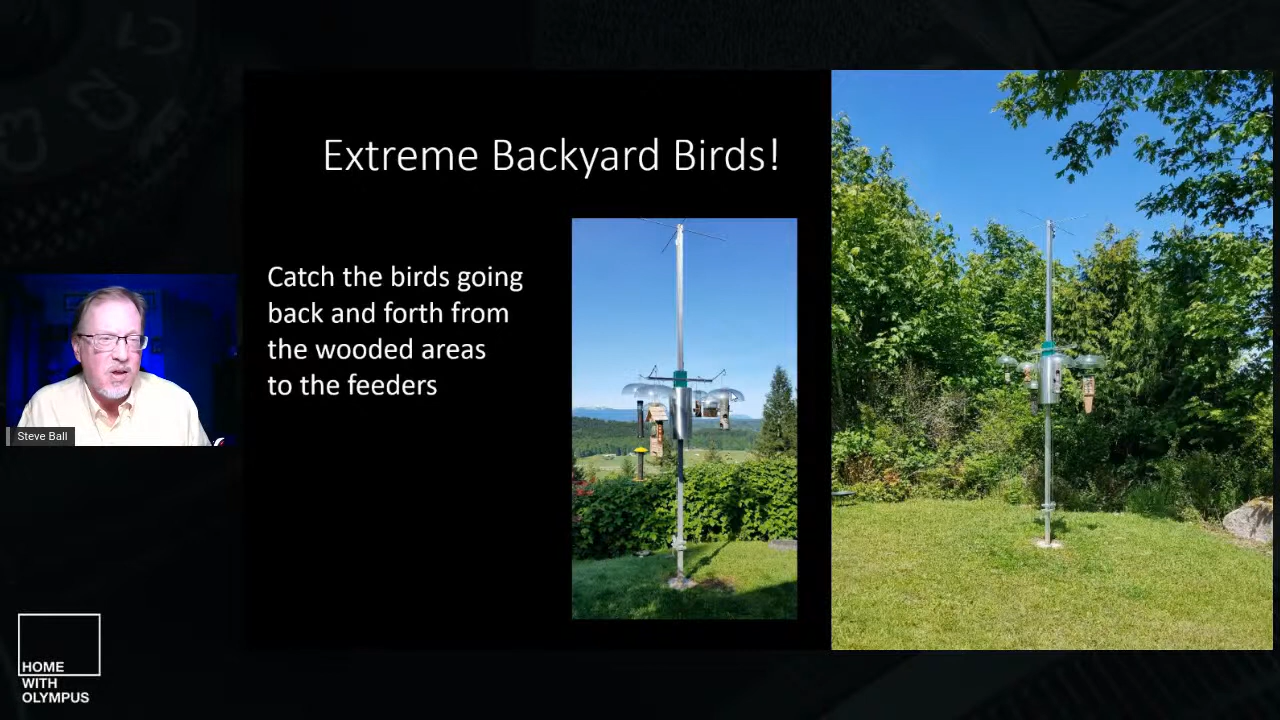 Extreme Backyard Birds!
Catch the birds going
back and forth from
the wooded areas
to the feeders
Steve Ball
HOME
WITH
OLYMPUS